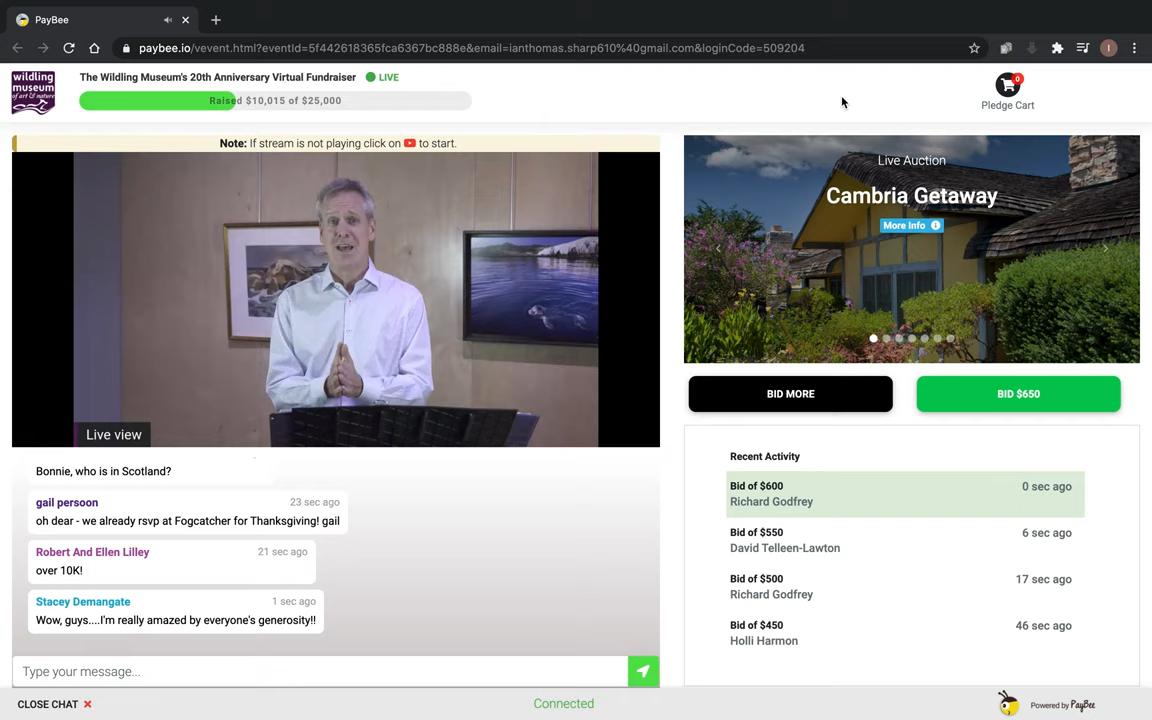 PayBee
paybee.io/vevent.html?eventId=5f442618365fca6367bc888e&email=ianthomas.sharp610%40gmail.com&loginCode=509204
I
wildling
museum
of art & nature
The Wildling Museum's 20th Anniversary Virtual Fundraiser
LIVE
Raised $10,015 of $25,000
0
Pledge Cart
Note: If stream is not playing click on to start.
Live view
Bonnie, who is in Scotland?
gail persoon 23 sec ago
oh dear - we already rsvp at Fogcatcher for Thanksgiving! gail
Robert And Ellen Lilley 21 sec ago
over 10K!
Stacey Demangate 1 sec ago
Wow, guys....I'm really amazed by everyone's generosity!!
Type your message...
CLOSE CHAT
Connected
Live Auction
Cambria Getaway
More Info
BID MORE
BID $650
Recent Activity
Bid of $600 0 sec ago
Richard Godfrey
Bid of $550 6 sec ago
David Telleen-Lawton
Bid of $500 17 sec ago
Richard Godfrey
Bid of $450 46 sec ago
Holli Harmon
Powered by PayBee